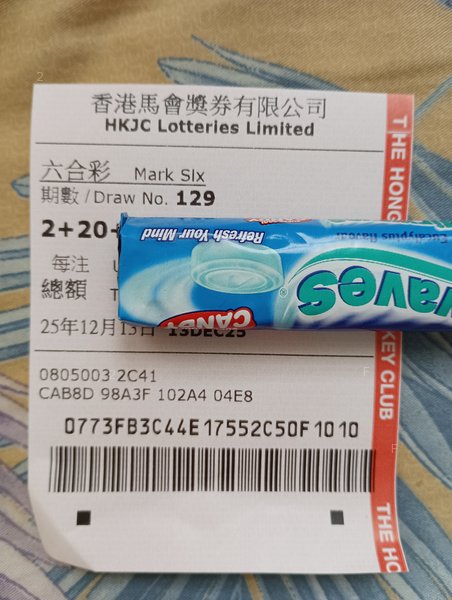 香港馬會獎券有限公司
HKJC Lotteries Limited
六合彩 Mark SIx
期數 / Draw No. 129
2+20+
每注
總額
25年12月13日 13DEC25
0805003 2C41
CAB8D 98A3F 102A4 04E8
0773FB3C44E17552C50F1010
THE HONG
KEY CLUB
THE HO
Refresh Your Mind
Eucalyptus flavour
waves
CANDY